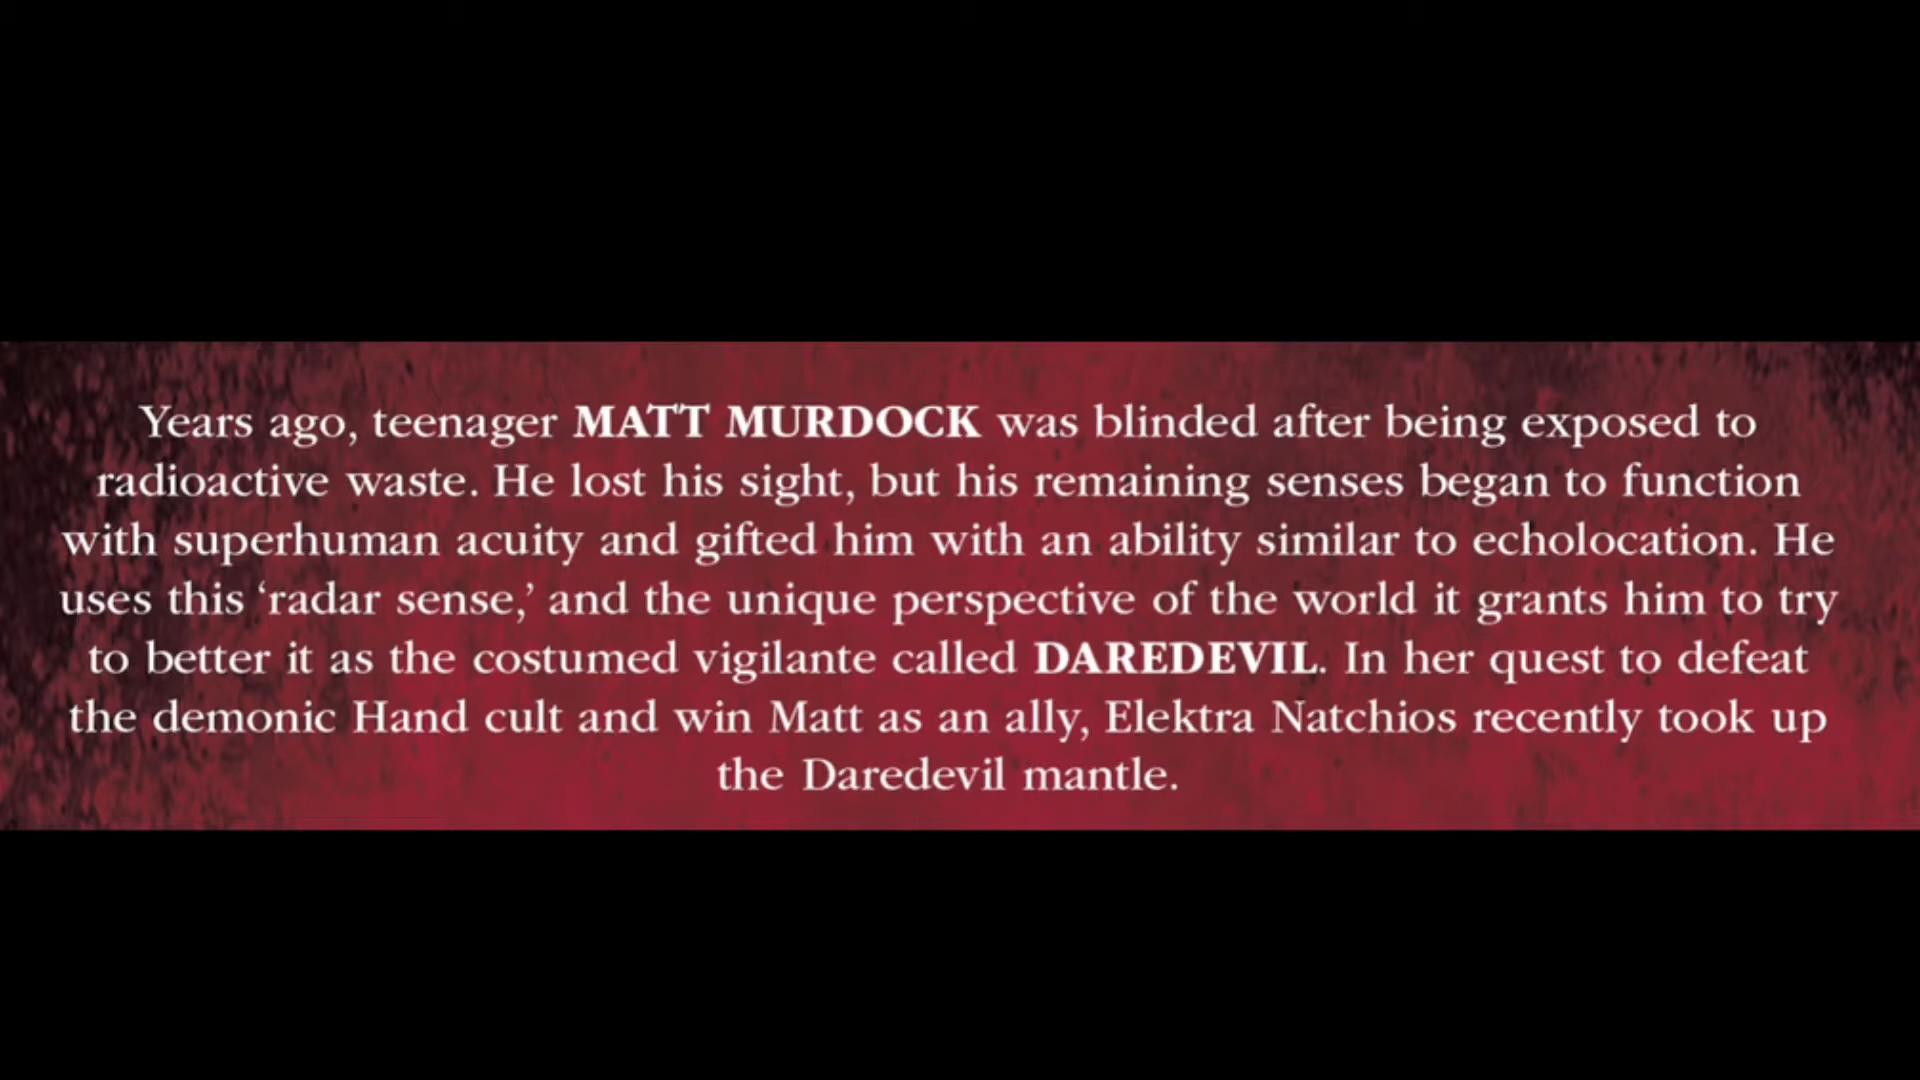 Years ago, teenager MATT MURDOCK was blinded after being exposed to
radioactive waste. He lost his sight, but his remaining senses began to function
with superhuman acuity and gifted him with an ability similar to echolocation. He
uses this ‘radar sense,’ and the unique perspective of the world it grants him to try
to better it as the costumed vigilante called DAREDEVIL. In her quest to defeat
the demonic Hand cult and win Matt as an ally, Elektra Natchios recently took up
the Daredevil mantle.